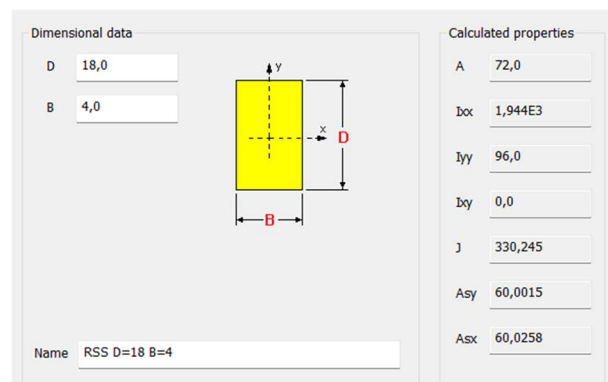 Dimensional data
D 18,0
B 4,0
y
x
D
B
Name RSS D=18 B=4
Calculated properties
A 72,0
Ixx 1,944E3
Iyy 96,0
Ixy 0,0
J 330,245
Asy 60,0015
Asx 60,0258